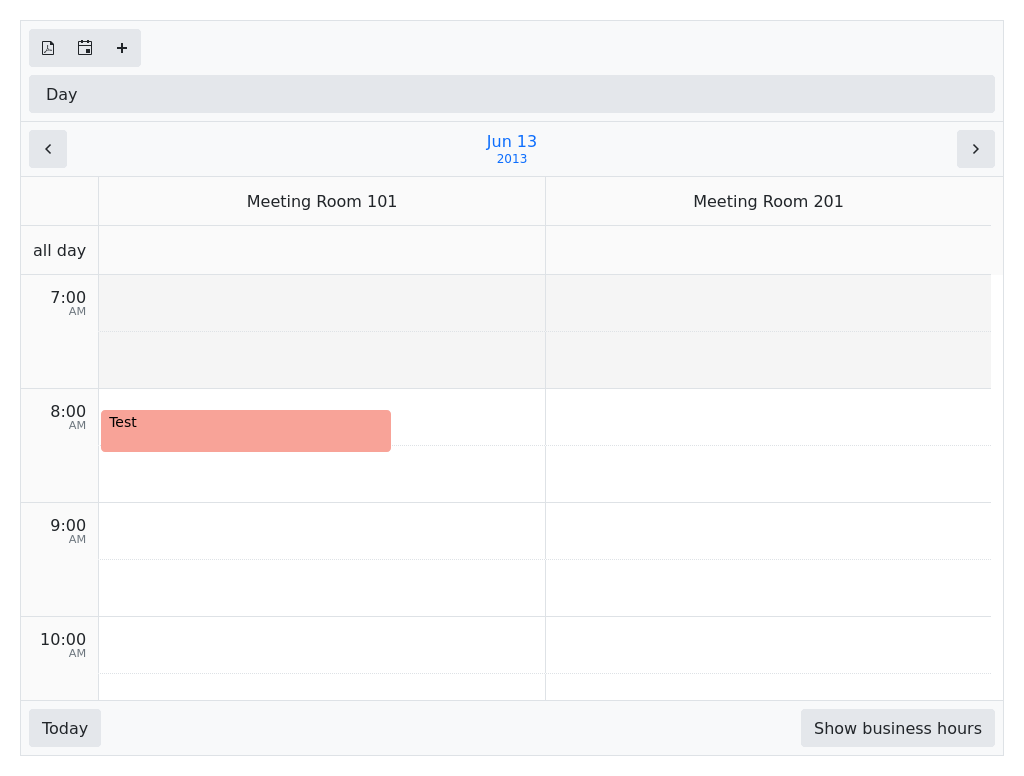 Day
Jun 13
2013
Meeting Room 101
Meeting Room 201
all day
7:00
AM
8:00
AM
Test
9:00
AM
10:00
AM
Today
Show business hours